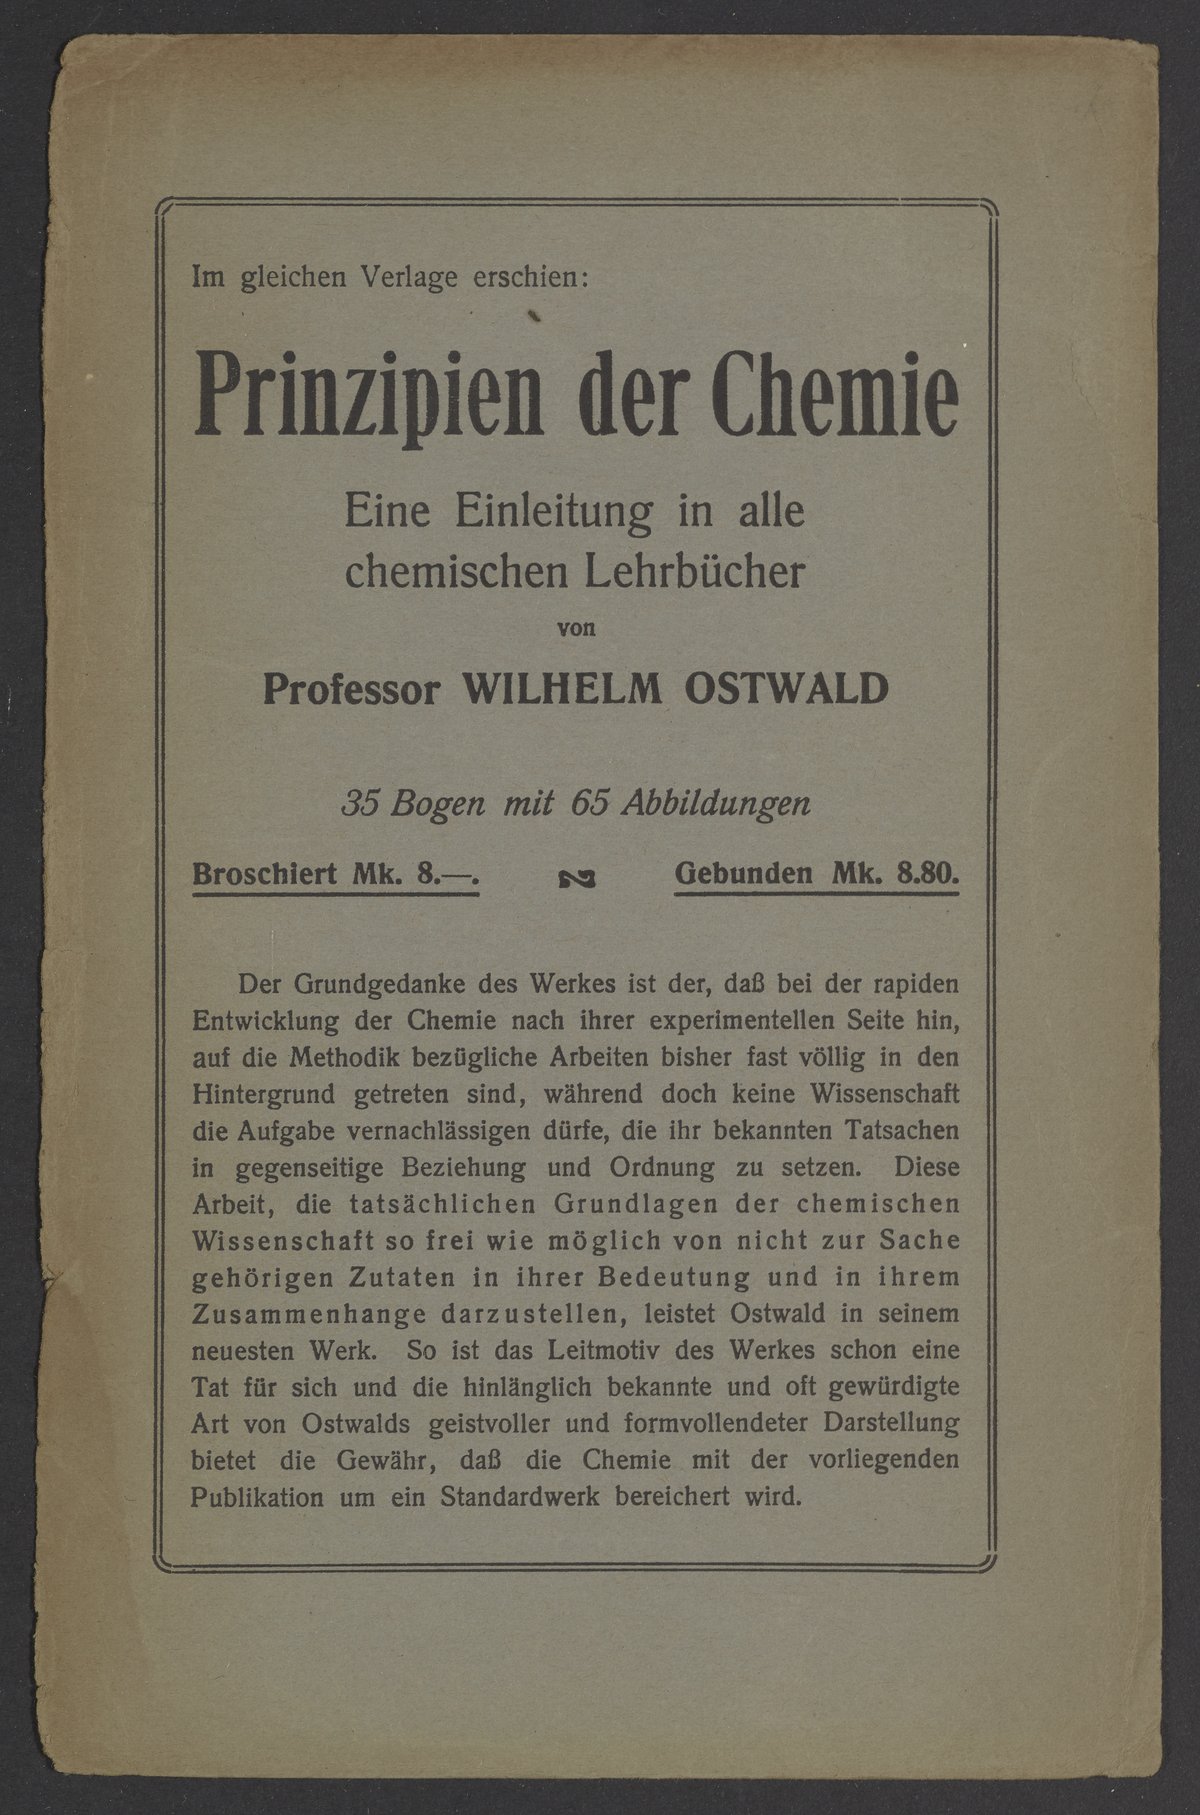 Im gleichen Verlage erschien:
Prinzipien der Chemie
Eine Einleitung in alle
chemischen Lehrbücher
von
Professor WILHELM OSTWALD
35 Bogen mit 65 Abbildungen
Broschiert Mk. 8.—. Gebunden Mk. 8.80.
Der Grundgedanke des Werkes ist der, daß bei der rapiden
Entwicklung der Chemie nach ihrer experimentellen Seite hin,
auf die Methodik bezügliche Arbeiten bisher fast völlig in den
Hintergrund getreten sind, während doch keine Wissenschaft
die Aufgabe vernachlässigen dürfe, die ihr bekannten Tatsachen
in gegenseitige Beziehung und Ordnung zu setzen. Diese
Arbeit, die tatsächlichen Grundlagen der chemischen
Wissenschaft so frei wie möglich von nicht zur Sache
gehörigen Zutaten in ihrer Bedeutung und in ihrem
Zusammenhange darzustellen, leistet Ostwald in seinem
neuesten Werk. So ist das Leitmotiv des Werkes schon eine
Tat für sich und die hinlänglich bekannte und oft gewürdigte
Art von Ostwalds geistvoller und formvollendeter Darstellung
bietet die Gewähr, daß die Chemie mit der vorliegenden
Publikation um ein Standardwerk bereichert wird.